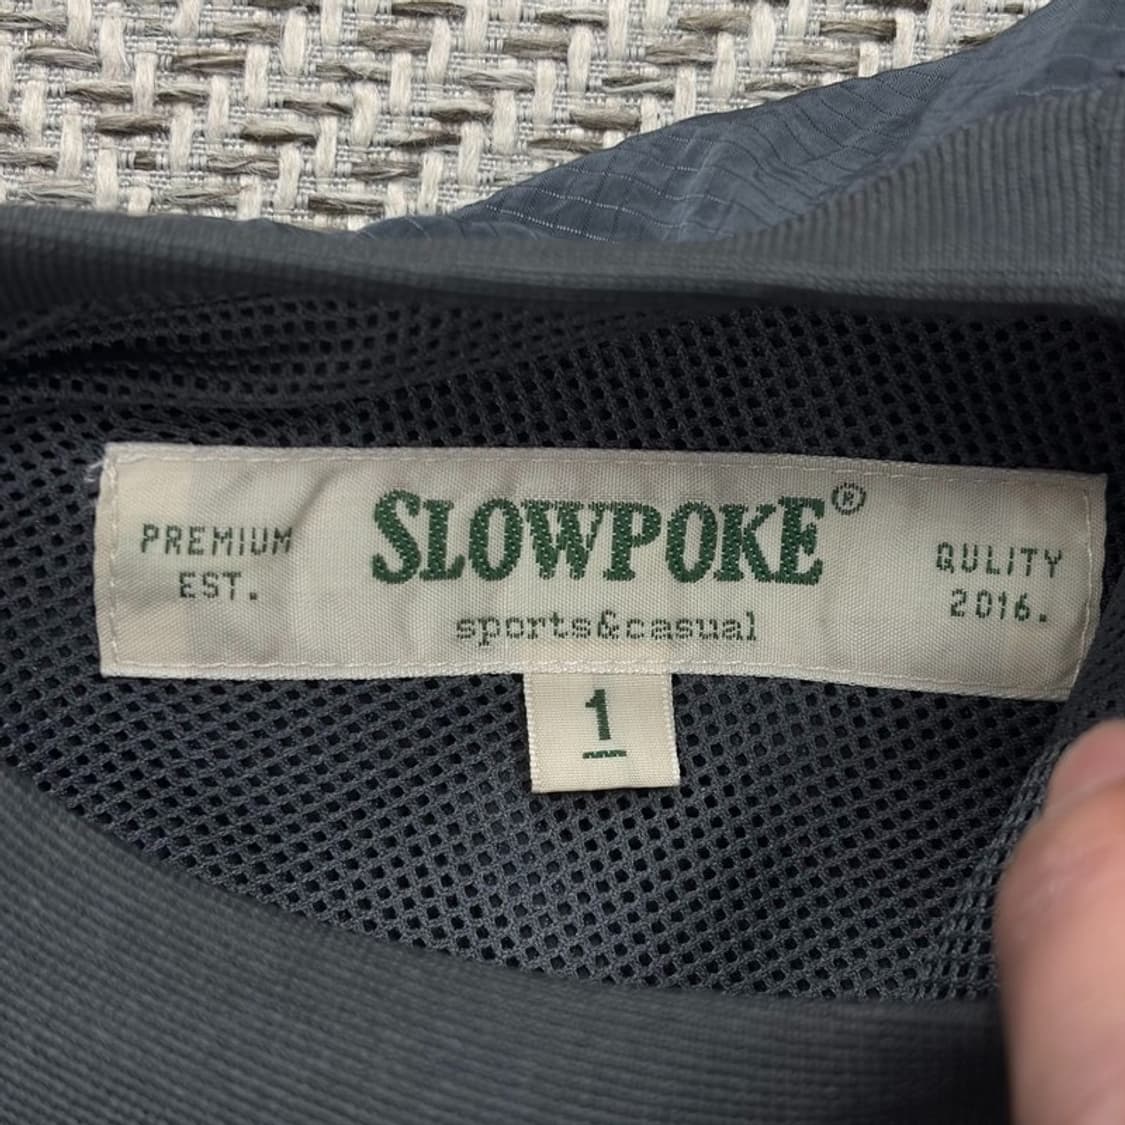 PREMIUM
EST.
SLOWPOKE®
sports&casual
QULITY
2016.
1